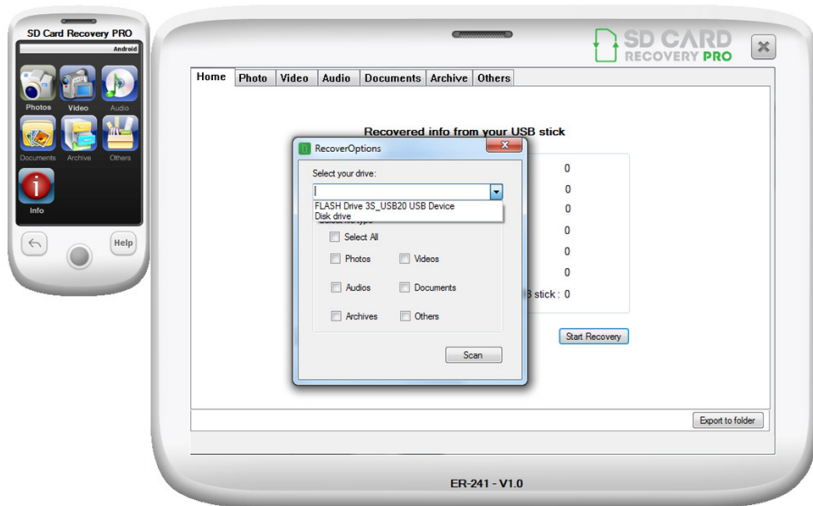 SD Card Recovery PRO
Android
Photos Video Audio
Documents Archive Others
Info
Help
SD CARD
RECOVERY PRO
Home Photo Video Audio Documents Archive Others
Recovered info from your USB stick
RecoverOptions
Select your drive:
FLASH Drive 3S_USB20 USB Device
Disk drive
Select All
Photos Videos
Audios Documents
Archives Others
Scan
0
0
0
0
0
0
stick : 0
Start Recovery
Export to folder
ER-241 - V1.0